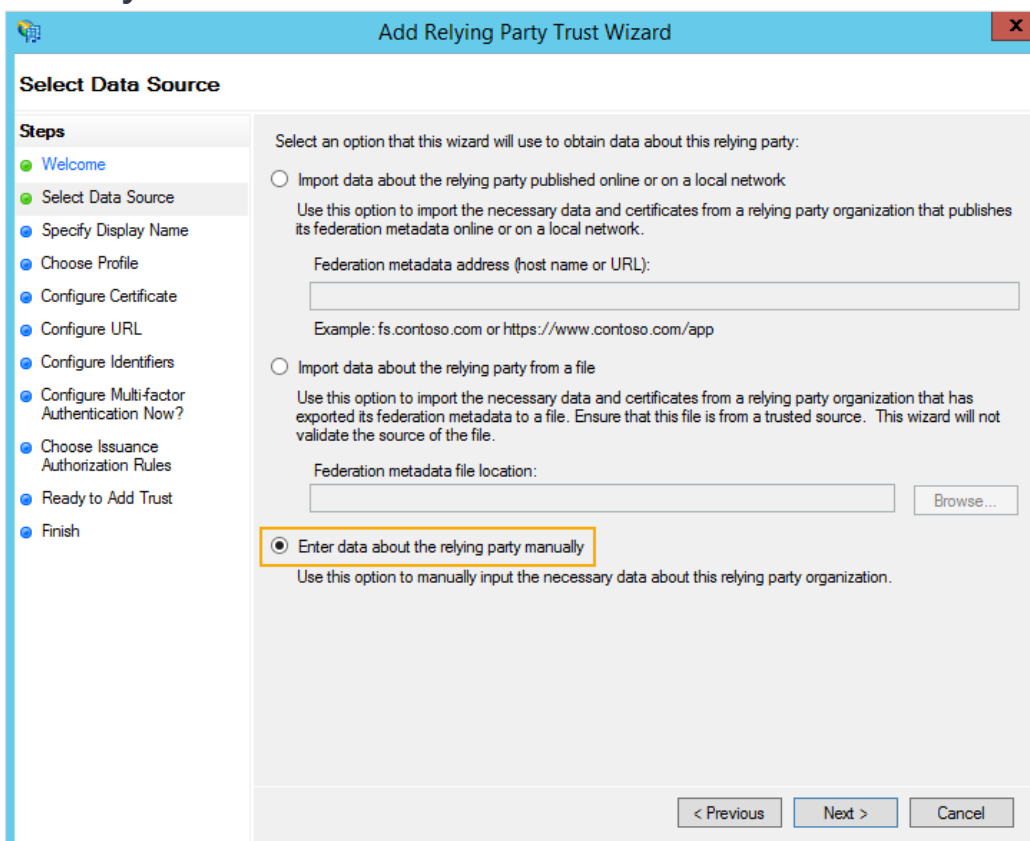 Add Relying Party Trust Wizard
x
Select Data Source
Steps
Welcome
Select Data Source
Specify Display Name
Choose Profile
Configure Certificate
Configure URL
Configure Identifiers
Configure Multi-factor
Authentication Now?
Choose Issuance
Authorization Rules
Ready to Add Trust
Finish
Select an option that this wizard will use to obtain data about this relying party:
Import data about the relying party published online or on a local network
Use this option to import the necessary data and certificates from a relying party organization that publishes
its federation metadata online or on a local network.
Federation metadata address (host name or URL):
Example: fs.contoso.com or https://www.contoso.com/app
Import data about the relying party from a file
Use this option to import the necessary data and certificates from a relying party organization that has
exported its federation metadata to a file. Ensure that this file is from a trusted source.  This wizard will not
validate the source of the file.
Federation metadata file location:
Browse...
Enter data about the relying party manually
Use this option to manually input the necessary data about this relying party organization.
< Previous
Next >
Cancel